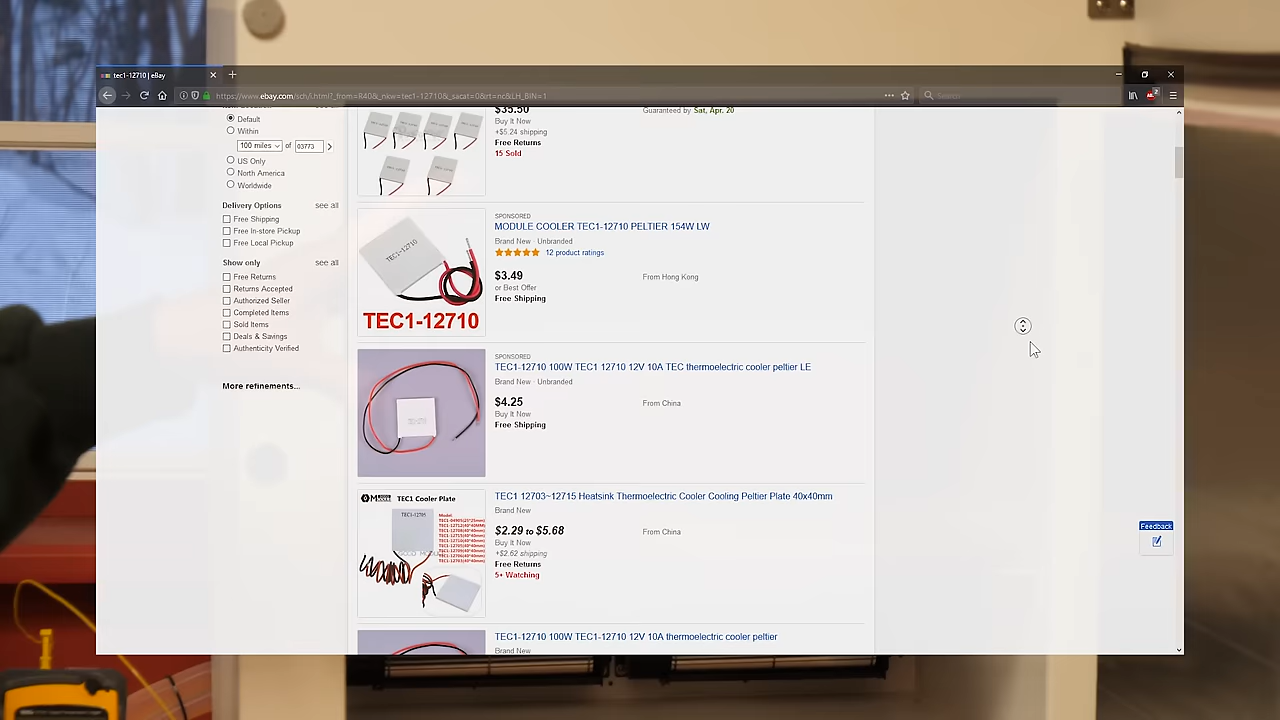 tec1-12710 | eBay
https://www.ebay.com/sch/i.html?_from=R40&_nkw=tec1-12710&_sacat=0&rt=nc&LH_BIN=1
Search
Default
Within
100 miles of 03773
US Only
North America
Worldwide
Delivery Options see all
Free Shipping
Free In-store Pickup
Free Local Pickup
Show only see all
Free Returns
Returns Accepted
Authorized Seller
Completed Items
Sold Items
Deals & Savings
Authenticity Verified
More refinements...
$35.50
Guaranteed by Sat, Apr. 20
Buy It Now
+$5.24 shipping
Free Returns
15 Sold
TEC1-12710
TEC1-12710
SPONSORED
MODULE COOLER TEC1-12710 PELTIER 154W LW
Brand New · Unbranded
12 product ratings
$3.49
From Hong Kong
or Best Offer
Free Shipping
SPONSORED
TEC1-12710 100W TEC1 12710 12V 10A TEC thermoelectric cooler peltier LE
Brand New · Unbranded
$4.25
From China
Buy It Now
Free Shipping
TEC1 Cooler Plate
TEC1-12705
Model:
TEC1 12703~12715 Heatsink Thermoelectric Cooler Cooling Peltier Plate 40x40mm
Brand New
$2.29 to $5.68
From China
Buy It Now
+$2.62 shipping
Free Returns
5+ Watching
TEC1-12710 100W TEC1-12710 12V 10A thermoelectric cooler peltier
Brand New
Feedback